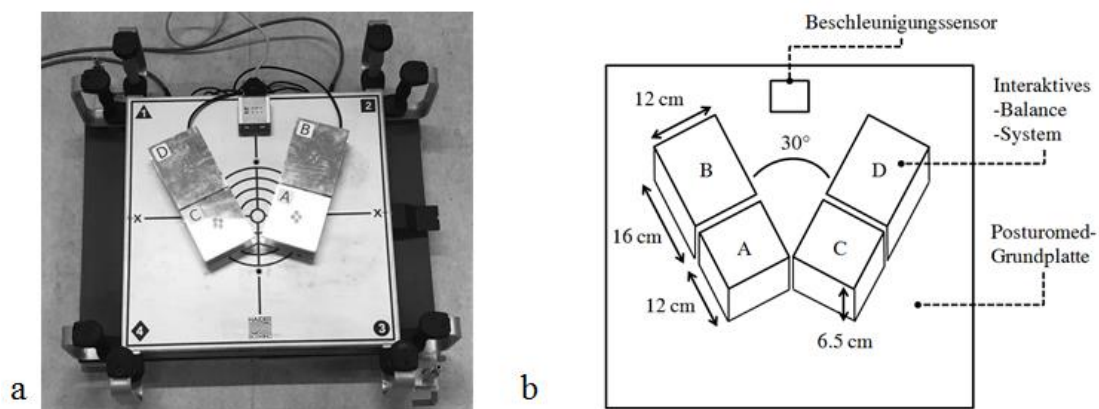 a
1
2
D
B
C
A
X
X
4
3
b
Beschleunigungssensor
12 cm
Interaktives
-Balance
-System
30°
B
D
16 cm
A
C
Posturomed-
Grundplatte
12 cm
6.5 cm